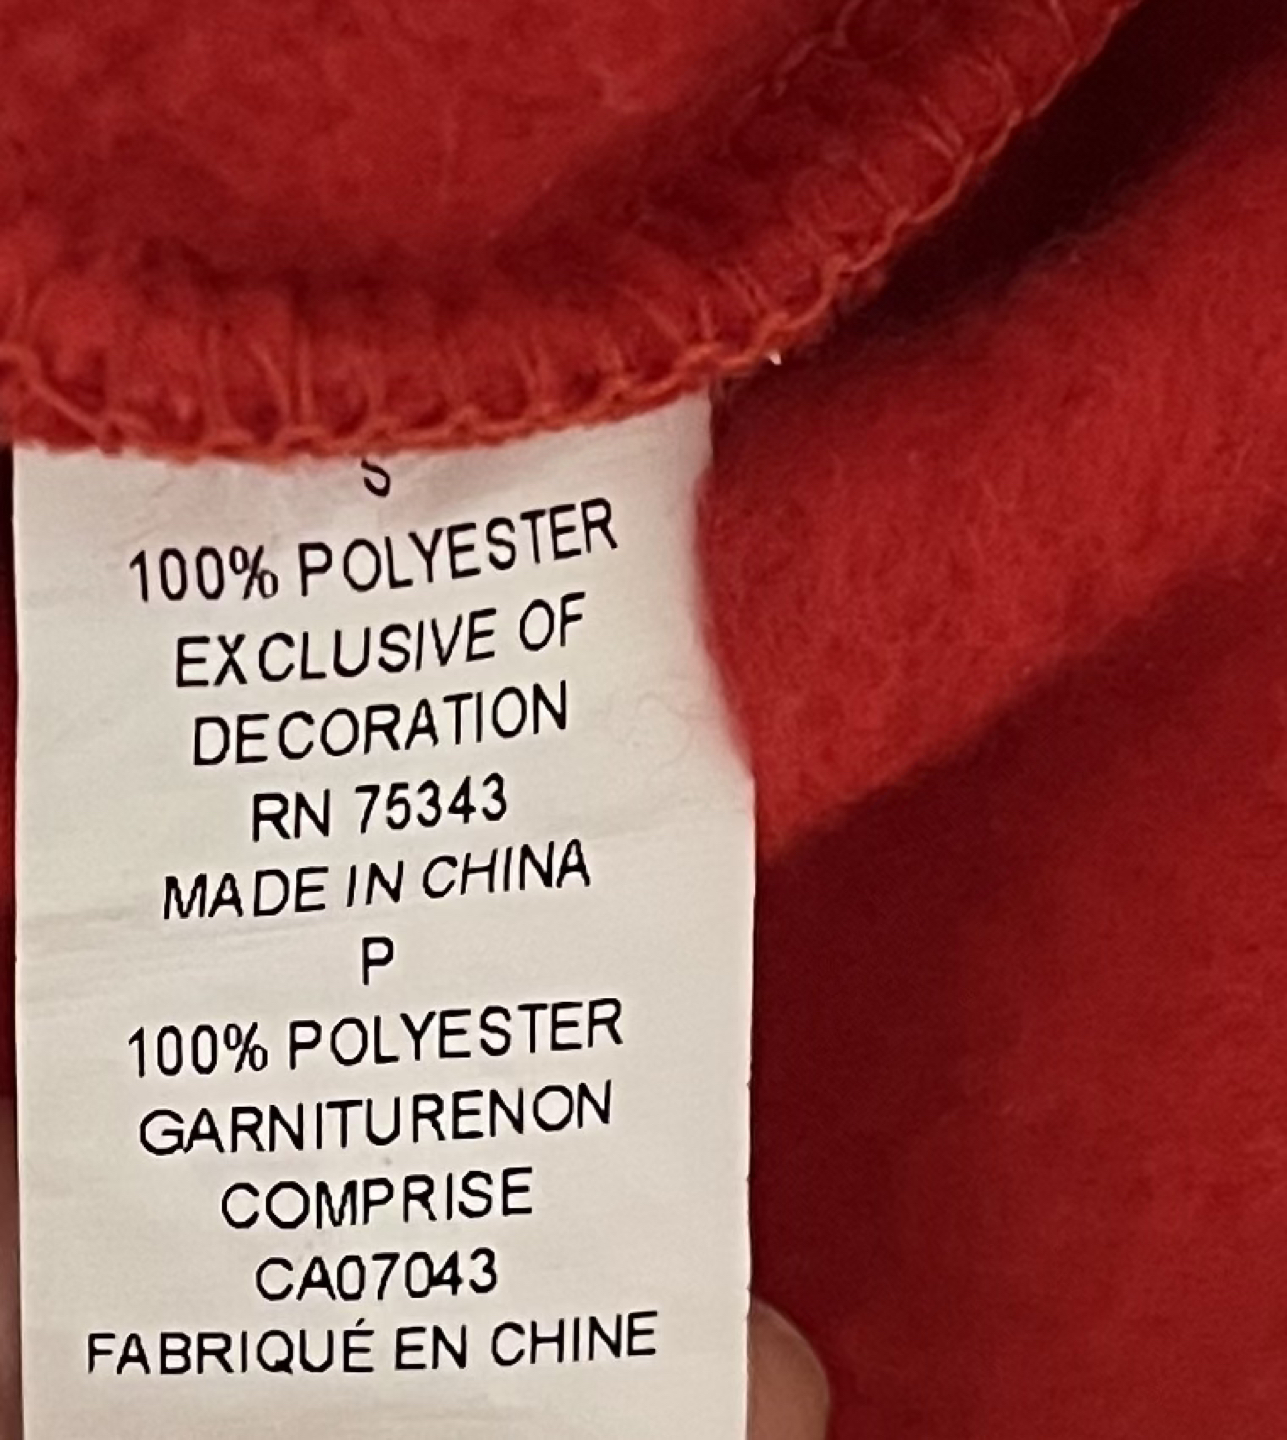 S
100% POLYESTER
EXCLUSIVE OF
DECORATION
RN 75343
MADE IN CHINA
P
100% POLYESTER
GARNITURENON
COMPRISE
CA07043
FABRIQUÉ EN CHINE